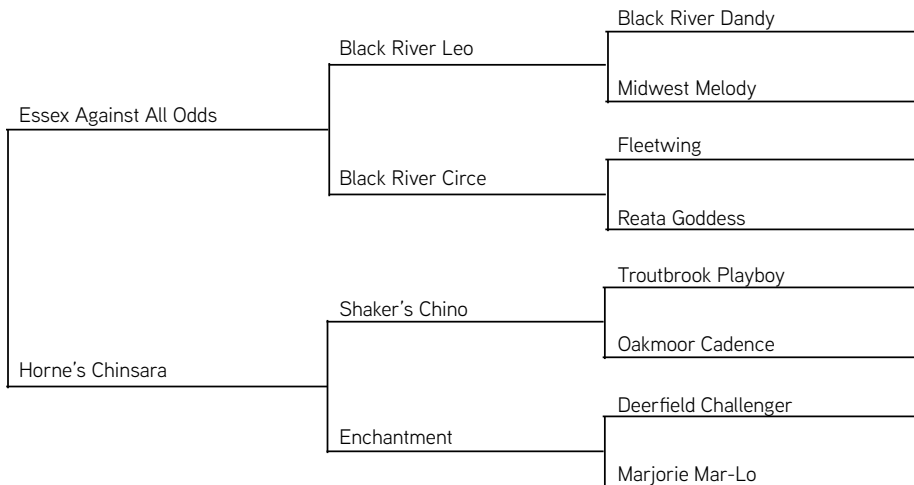 Black River Dandy
Black River Leo
Midwest Melody
Essex Against All Odds
Fleetwing
Black River Circe
Reata Goddess
Troutbrook Playboy
Shaker's Chino
Oakmoor Cadence
Horne's Chinsara
Deerfield Challenger
Enchantment
Marjorie Mar-Lo